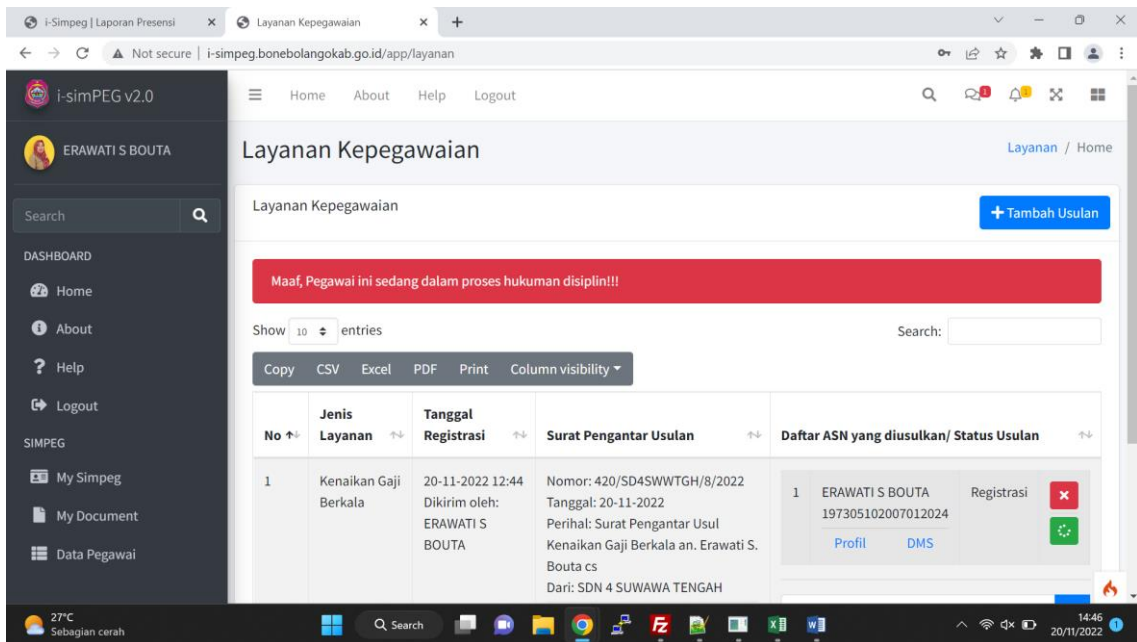 i-Simpeg | Laporan Presensi
Layanan Kepegawaian
Not secure | i-simpeg.bonebolangokab.go.id/app/layanan
i-simPEG v2.0
Home About Help Logout
1
ERAWATI S BOUTA
Layanan Kepegawaian
Layanan / Home
Search
Layanan Kepegawaian
Tambah Usulan
DASHBOARD
Home
About
Help
Logout
SIMPEG
My Simpeg
My Document
Data Pegawai
Maaf, Pegawai ini sedang dalam proses hukuman disiplin!!!
Show 10 entries
Search:
Copy CSV Excel PDF Print Column visibility
No
Jenis
Layanan
Tanggal
Registrasi
Surat Pengantar Usulan
Daftar ASN yang diusulkan/ Status Usulan
1
Kenaikan Gaji
Berkala
20-11-2022 12:44
Dikirim oleh:
ERAWATI S
BOUTA
Nomor: 420/SD4SWWTGH/8/2022
Tanggal: 20-11-2022
Perihal: Surat Pengantar Usul
Kenaikan Gaji Berkala an. Erawati S.
Bouta cs
Dari: SDN 4 SUWAWA TENGAH
1
ERAWATI S BOUTA
197305102007012024
Profil DMS
Registrasi
27°C
Sebagian cerah
Search
14:46
20/11/2022
1